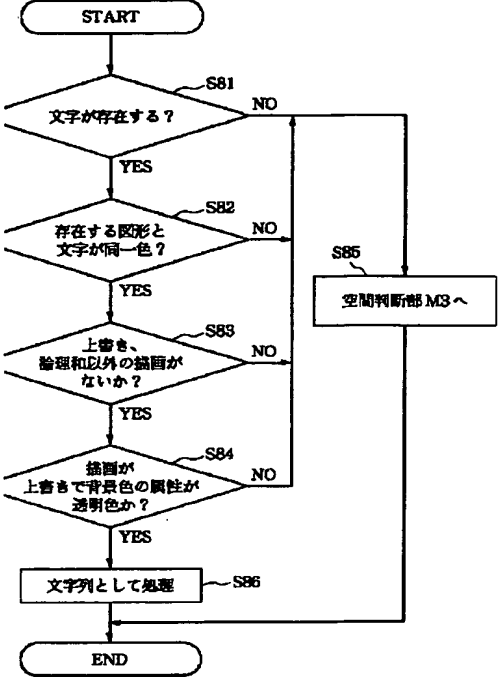 START
S81
文字が存在する？
NO
YES
S82
存在する図形と
文字が同一色？
NO
YES
S85
空間判断部M3へ
S83
上書き、
論理和以外の描画が
ないか？
NO
YES
S84
描画が
上書きで背景色の属性が
透明色か？
NO
YES
文字列として処理
S86
END